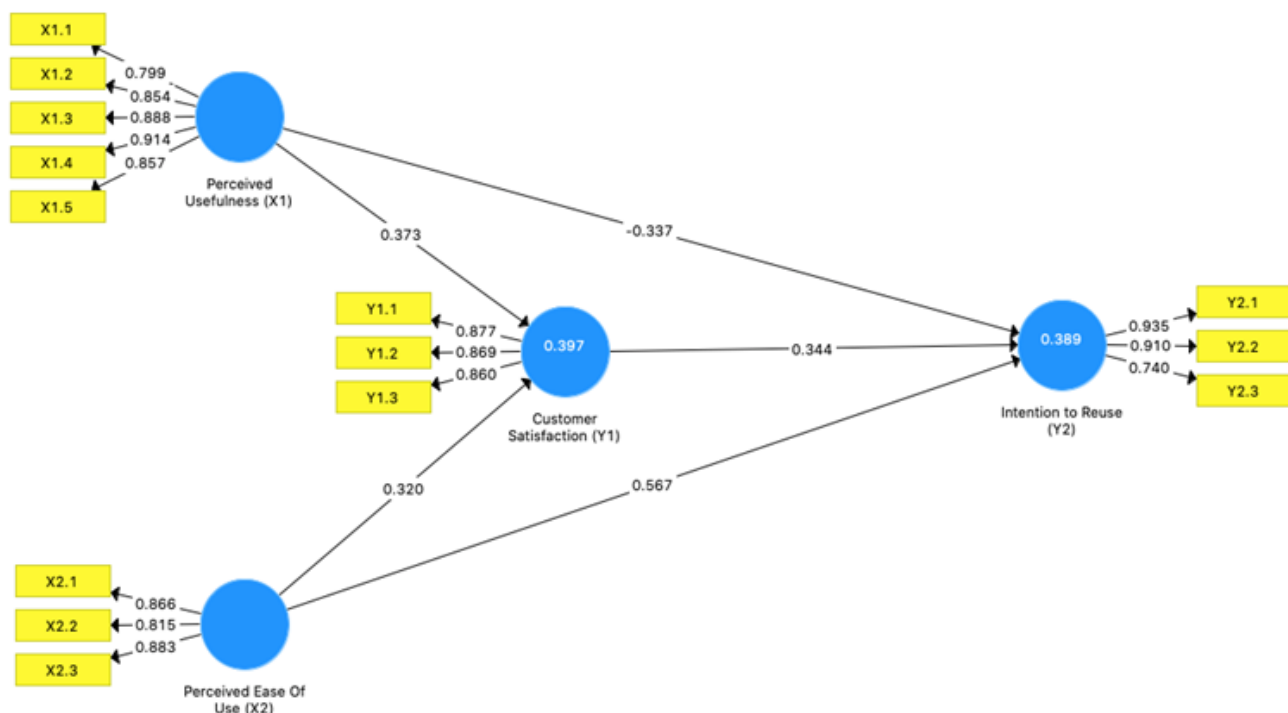 X1.1
X1.2
X1.3
X1.4
X1.5
0.799
0.854
0.888
0.914
0.857
Perceived
Usefulness (X1)
0.373
-0.337
Y1.1
Y1.2
Y1.3
0.877
0.869
0.860
0.397
Customer
Satisfaction (Y1)
0.344
0.389
Intention to Reuse
(Y2)
0.935
0.910
0.740
Y2.1
Y2.2
Y2.3
0.320
0.567
X2.1
X2.2
X2.3
0.866
0.815
0.883
Perceived Ease Of
Use (X2)